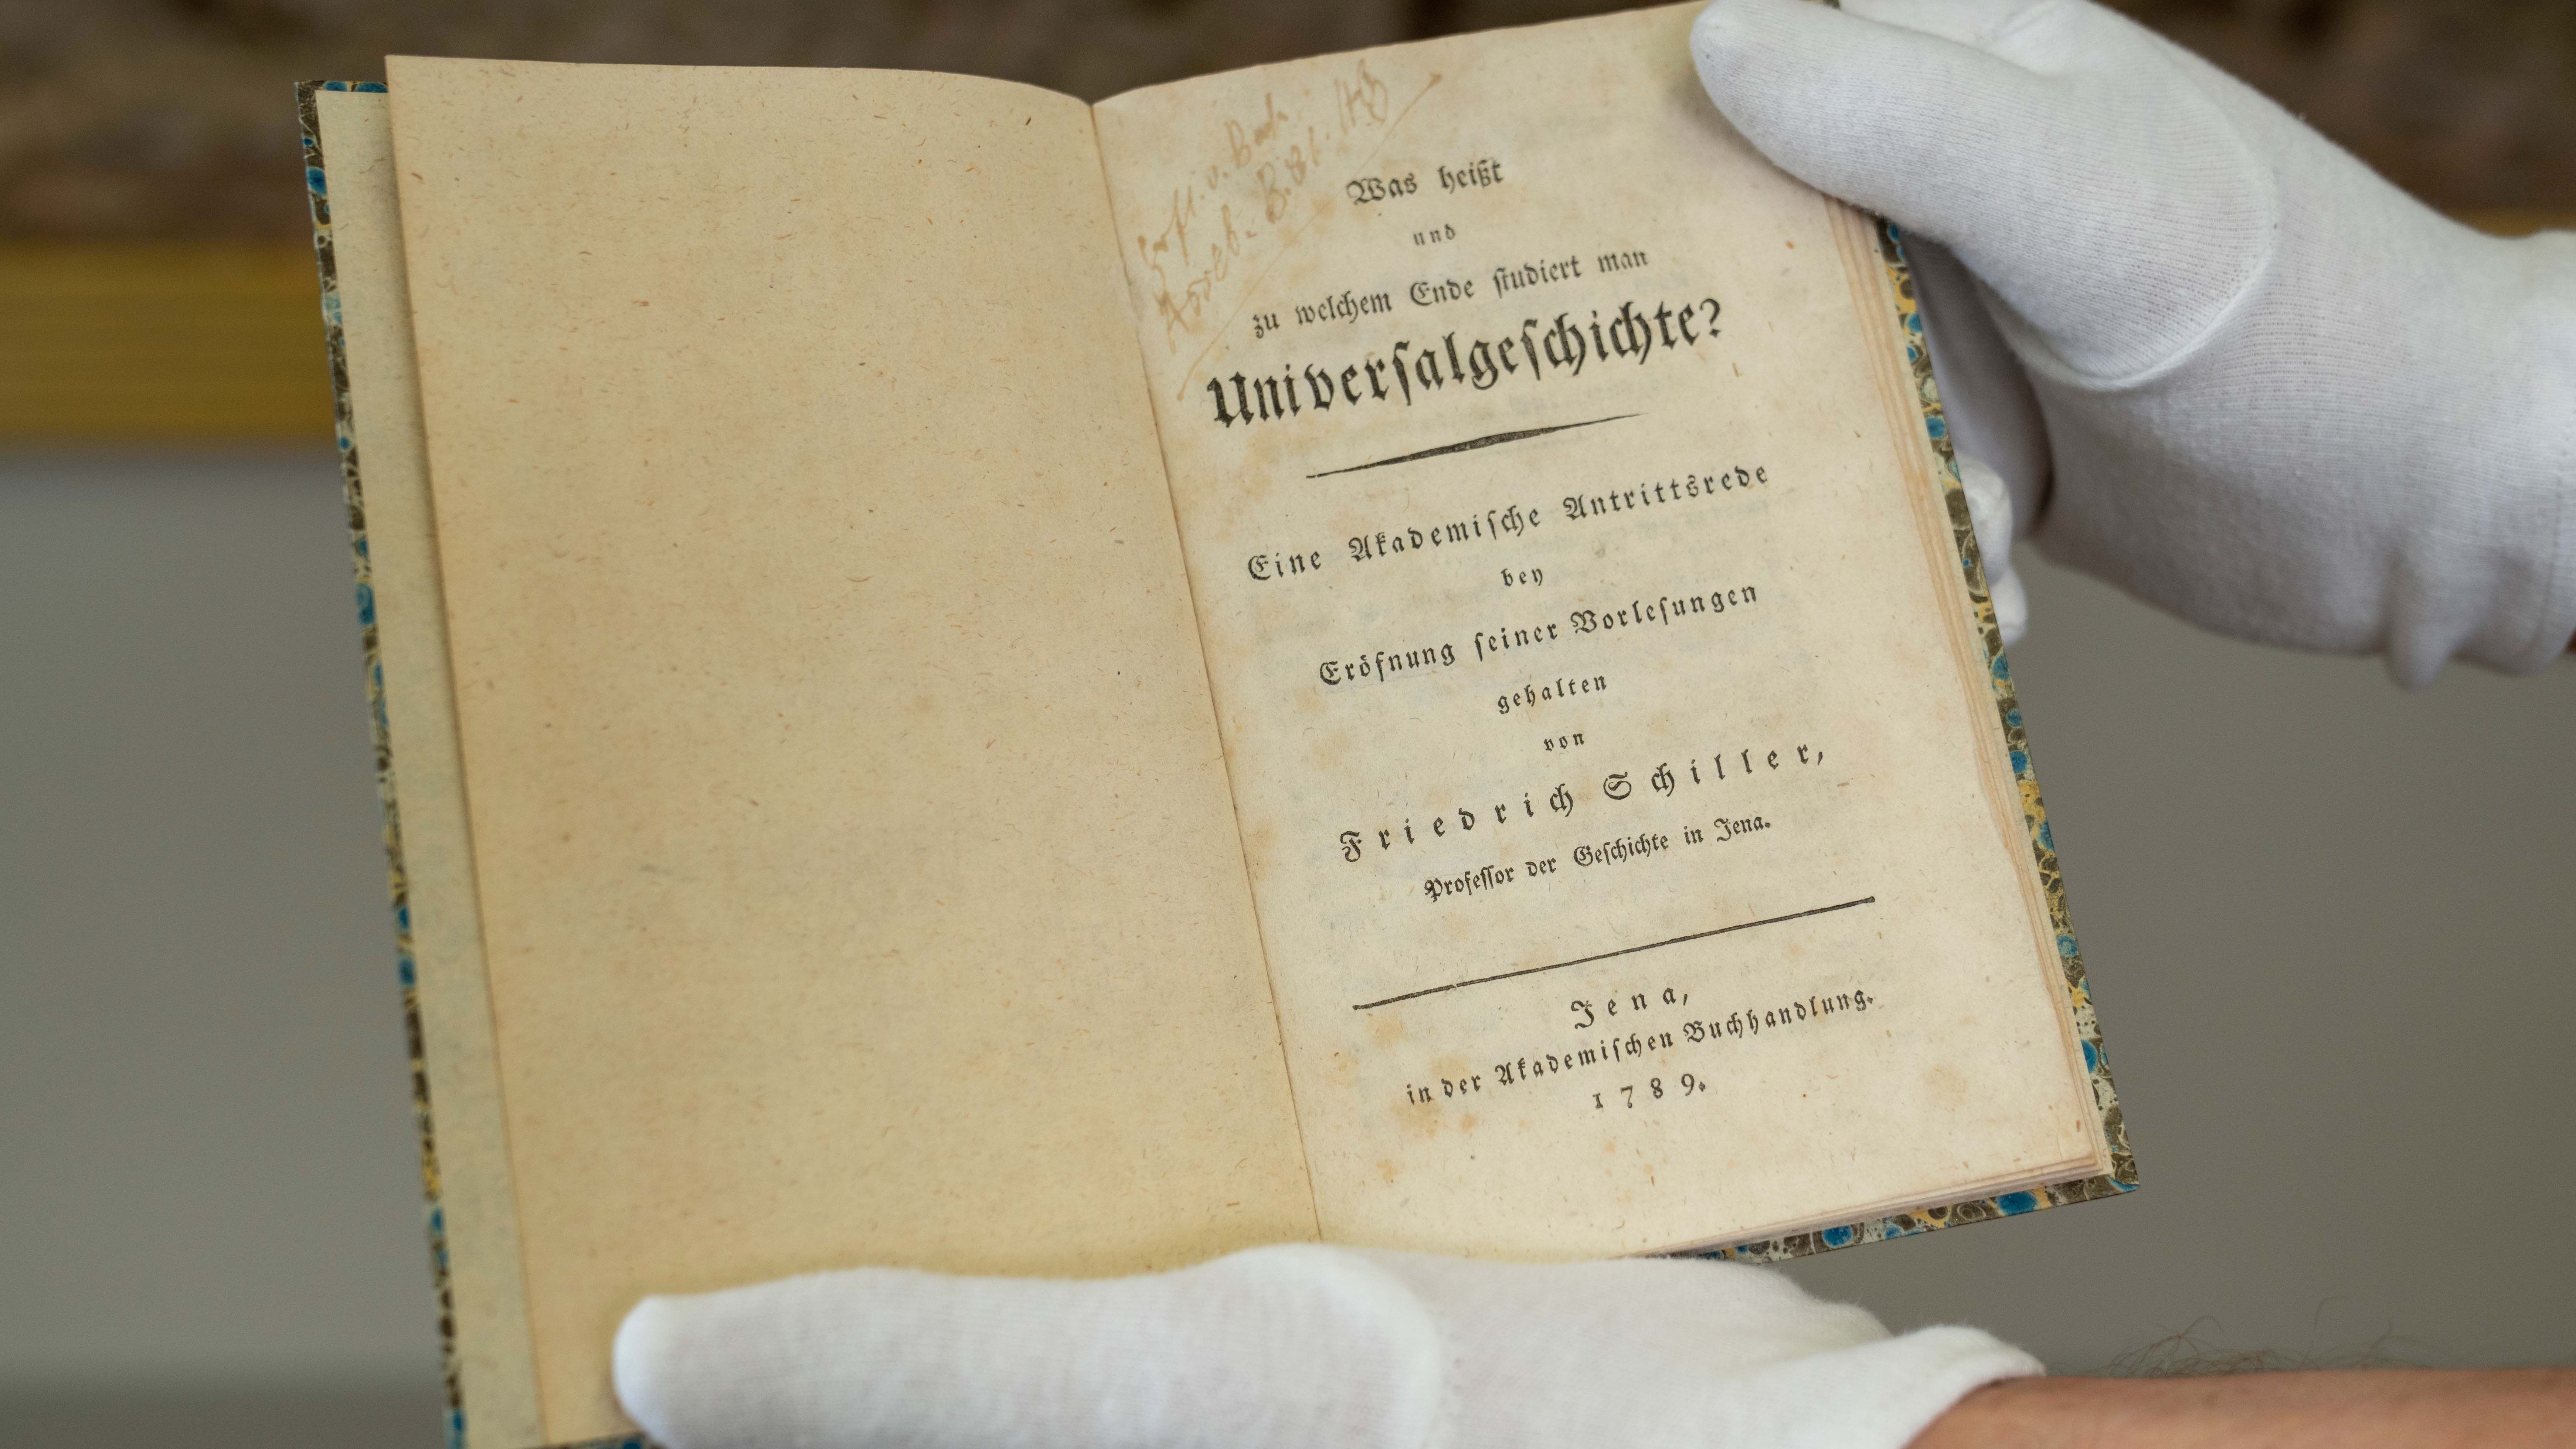 Was heißt
und
zu welchem Ende ſtudiert man
Univerſalgeſchichte?
Eine Akademiſche Antrittsrede
bey
Eröfnung ſeiner Vorleſungen
gehalten
von
Friedrich Schiller,
Profeſſor der Geſchichte in Jena.
Jena,
in der Akademiſchen Buchhandlung.
1789.